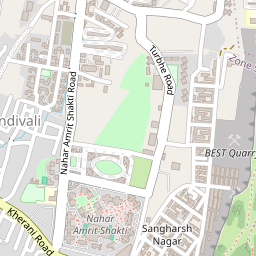 Turbhe Road
Zone
Nahar Amrit Shakti Road
ndivali
BEST Quarr
Kherani Road
Nahar
Amrit Shakti
Sangharsh
Nagar